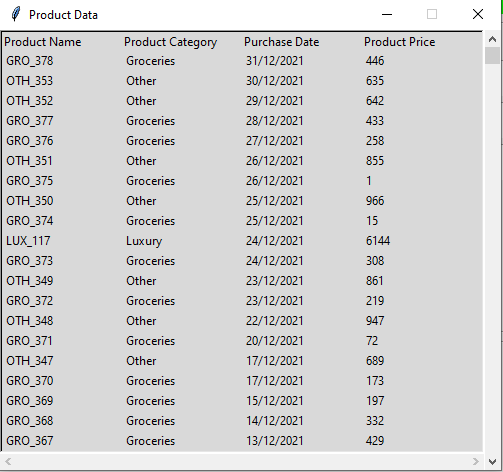 Product Data
Product Name Product Category Purchase Date Product Price
GRO_378 Groceries 31/12/2021 446
OTH_353 Other 30/12/2021 635
OTH_352 Other 29/12/2021 642
GRO_377 Groceries 28/12/2021 433
GRO_376 Groceries 27/12/2021 258
OTH_351 Other 26/12/2021 855
GRO_375 Groceries 26/12/2021 1
OTH_350 Other 25/12/2021 966
GRO_374 Groceries 25/12/2021 15
LUX_117 Luxury 24/12/2021 6144
GRO_373 Groceries 24/12/2021 308
OTH_349 Other 23/12/2021 861
GRO_372 Groceries 23/12/2021 219
OTH_348 Other 22/12/2021 947
GRO_371 Groceries 20/12/2021 72
OTH_347 Other 17/12/2021 689
GRO_370 Groceries 17/12/2021 173
GRO_369 Groceries 15/12/2021 197
GRO_368 Groceries 14/12/2021 332
GRO_367 Groceries 13/12/2021 429